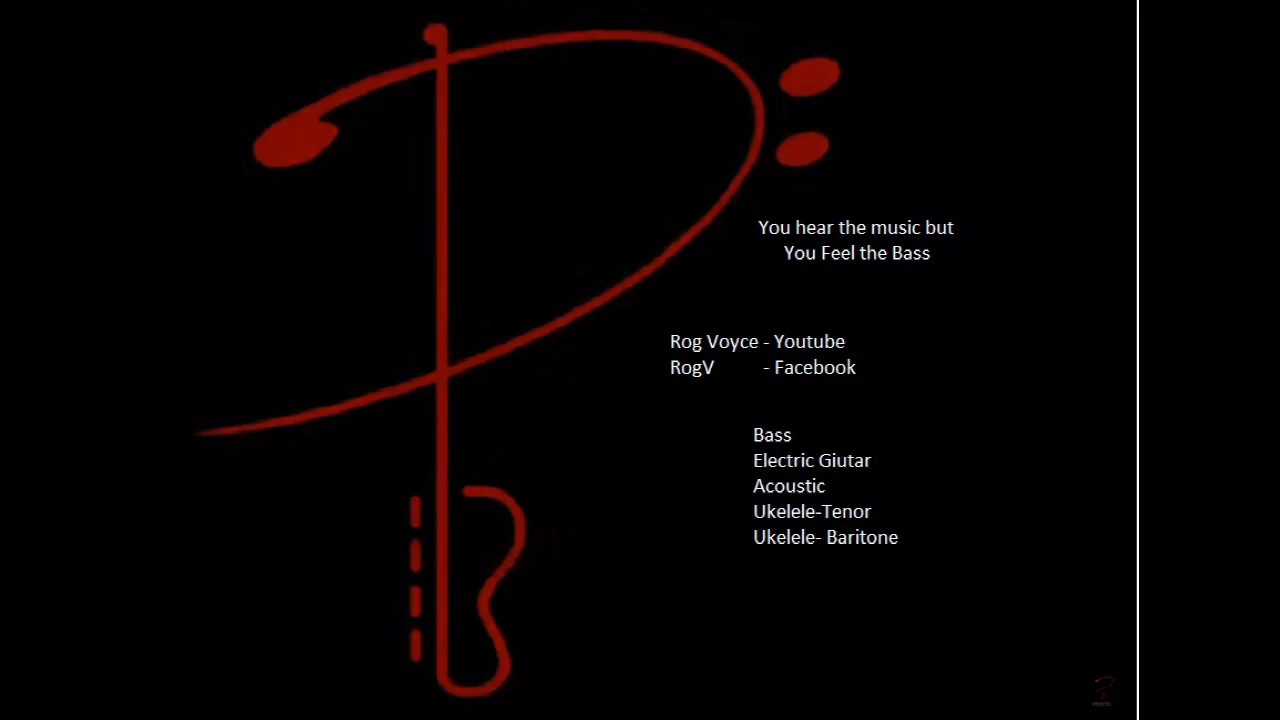 You hear the music but
You Feel the Bass
Rog Voyce - Youtube
RogV - Facebook
Bass
Electric Giutar
Acoustic
Ukelele-Tenor
Ukelele- Baritone